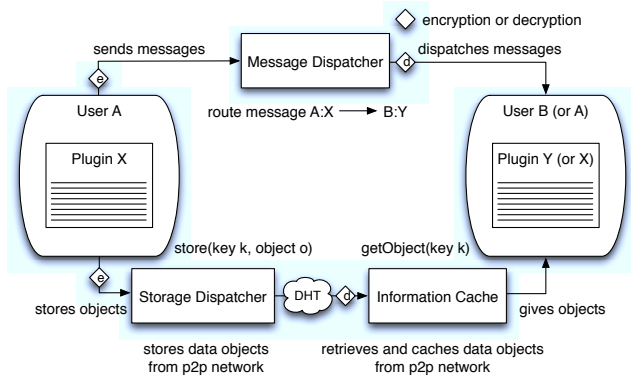 encryption or decryption
sends messages
Message Dispatcher
dispatches messages
e
d
User A
route message A:X B:Y
User B (or A)
Plugin X
Plugin Y (or X)
store(key k, object o)
getObject(key k)
e
stores objects
Storage Dispatcher
DHT
d
Information Cache
gives objects
stores data objects
from p2p network
retrieves and caches data objects
from p2p network